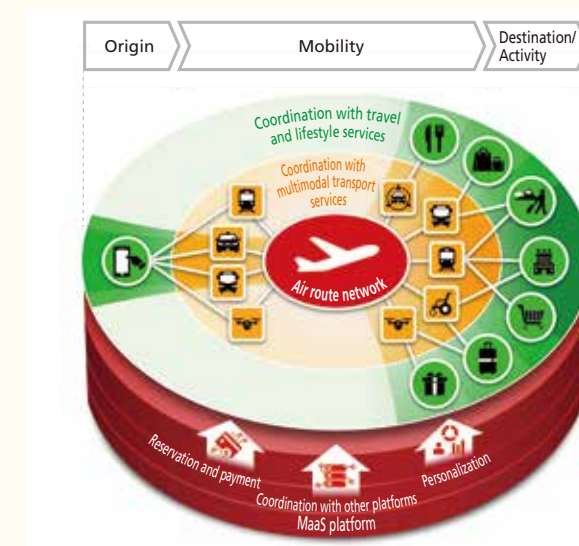 Origin
Mobility
Destination/
Activity
Coordination with travel
and lifestyle services
Coordination with
multimodal transport
services
Air route network
Reservation and payment
Coordination with other platforms
Personalization
MaaS platform